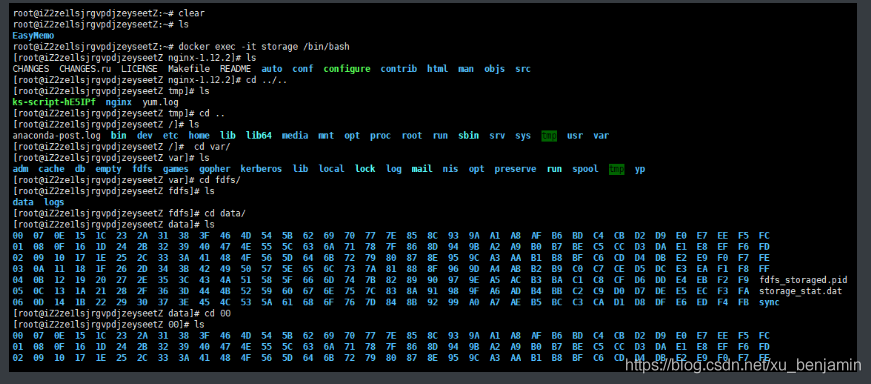 root@iZ2ze1lsjrgvpdjzeyseetZ:~# clear
root@iZ2ze1lsjrgvpdjzeyseetZ:~# ls
EasyMemo
root@iZ2ze1lsjrgvpdjzeyseetZ:~# docker exec -it storage /bin/bash
[root@iZ2ze1lsjrgvpdjzeyseetZ nginx-1.12.2]# ls
CHANGES CHANGES.ru LICENSE Makefile README auto conf configure contrib html man objs src
[root@iZ2ze1lsjrgvpdjzeyseetZ nginx-1.12.2]# cd ../..
[root@iZ2ze1lsjrgvpdjzeyseetZ tmp]# ls
ks-script-hE5IPf nginx yum.log
[root@iZ2ze1lsjrgvpdjzeyseetZ tmp]# cd ..
[root@iZ2ze1lsjrgvpdjzeyseetZ /]# ls
anaconda-post.log bin dev etc home lib lib64 media mnt opt proc root run sbin srv sys tmp usr var
[root@iZ2ze1lsjrgvpdjzeyseetZ /]# cd var/
[root@iZ2ze1lsjrgvpdjzeyseetZ var]# ls
adm cache db empty fdfs games gopher kerberos lib local lock log mail nis opt preserve run spool tmp yp
[root@iZ2ze1lsjrgvpdjzeyseetZ var]# cd fdfs/
[root@iZ2ze1lsjrgvpdjzeyseetZ fdfs]# ls
data logs
[root@iZ2ze1lsjrgvpdjzeyseetZ fdfs]# cd data/
[root@iZ2ze1lsjrgvpdjzeyseetZ data]# ls
00 07 0E 15 1C 23 2A 31 38 3F 46 4D 54 5B 62 69 70 77 7E 85 8C 93 9A A1 A8 AF B6 BD C4 CB D2 D9 E0 E7 EE F5 FC
01 08 0F 16 1D 24 2B 32 39 40 47 4E 55 5C 63 6A 71 78 7F 86 8D 94 9B A2 A9 B0 B7 BE C5 CC D3 DA E1 E8 EF F6 FD
02 09 10 17 1E 25 2C 33 3A 41 48 4F 56 5D 64 6B 72 79 80 87 8E 95 9C A3 AA B1 B8 BF C6 CD D4 DB E2 E9 F0 F7 FE
03 0A 11 18 1F 26 2D 34 3B 42 49 50 57 5E 65 6C 73 7A 81 88 8F 96 9D A4 AB B2 B9 C0 C7 CE D5 DC E3 EA F1 F8 FF
04 0B 12 19 20 27 2E 35 3C 43 4A 51 58 5F 66 6D 74 7B 82 89 90 97 9E A5 AC B3 BA C1 C8 CF D6 DD E4 EB F2 F9 fdfs_storaged.pid
05 0C 13 1A 21 28 2F 36 3D 44 4B 52 59 60 67 6E 75 7C 83 8A 91 98 9F A6 AD B4 BB C2 C9 D0 D7 DE E5 EC F3 FA storage_stat.dat
06 0D 14 1B 22 29 30 37 3E 45 4C 53 5A 61 68 6F 76 7D 84 8B 92 99 A0 A7 AE B5 BC C3 CA D1 D8 DF E6 ED F4 FB sync
[root@iZ2ze1lsjrgvpdjzeyseetZ data]# cd 00
[root@iZ2ze1lsjrgvpdjzeyseetZ 00]# ls
00 07 0E 15 1C 23 2A 31 38 3F 46 4D 54 5B 62 69 70 77 7E 85 8C 93 9A A1 A8 AF B6 BD C4 CB D2 D9 E0 E7 EE F5 FC
01 08 0F 16 1D 24 2B 32 39 40 47 4E 55 5C 63 6A 71 78 7F 86 8D 94 9B A2 A9 B0 B7 BE C5 CC D3 DA E1 E8 EF F6 FD
02 09 10 17 1E 25 2C 33 3A 41 48 4F 56 5D 64 6B 72 79 80 87 8E 95 9C A3 AA B1 B8 BF C6 CD D4 DB E2 E9 F0 F7 FE
https://blog.csdn.net/xu_benjamin